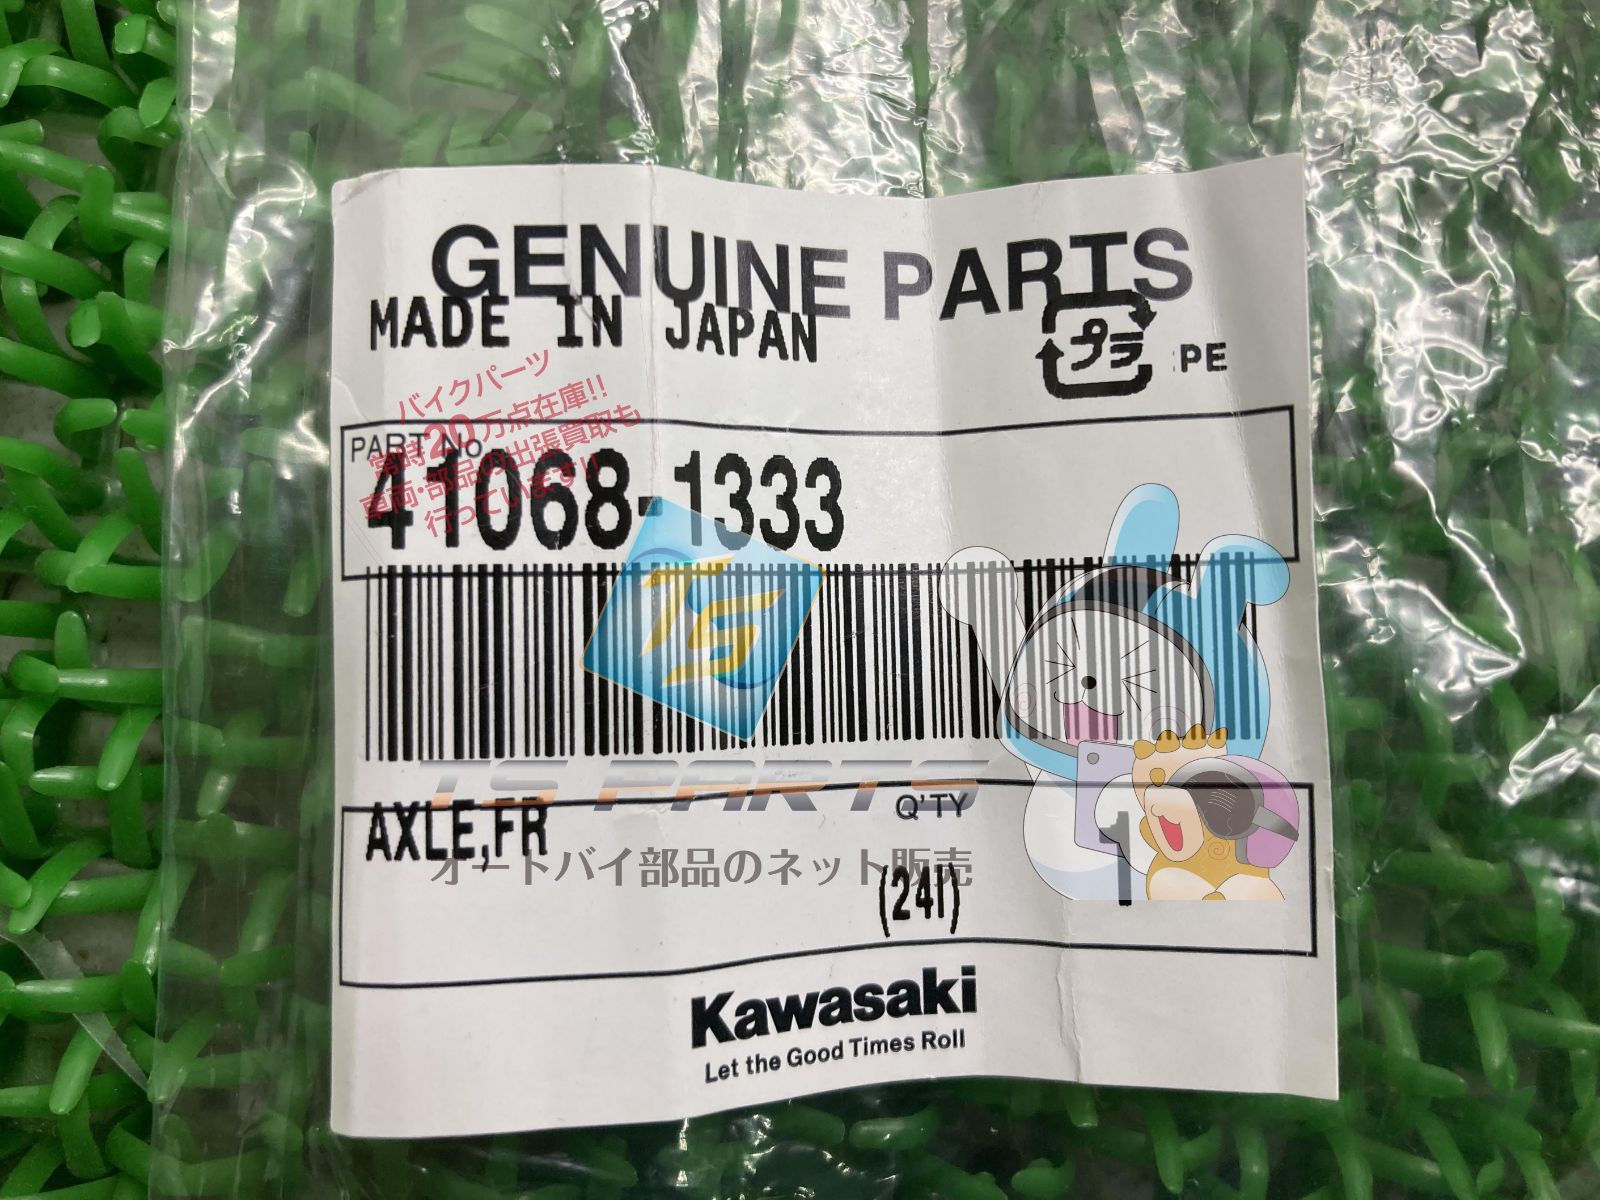 GENUINE PARTS
MADE IN JAPAN
プラ :PE
バイクパーツ
常時20万点在庫!!
車両・部品の出張買取も
行っています!!
PART No
41068-1333
TS
TS PARTS
AXLE,FR
Q'TY
オートバイ部品のネット販売
(24I)
1
Kawasaki
Let the Good Times Roll